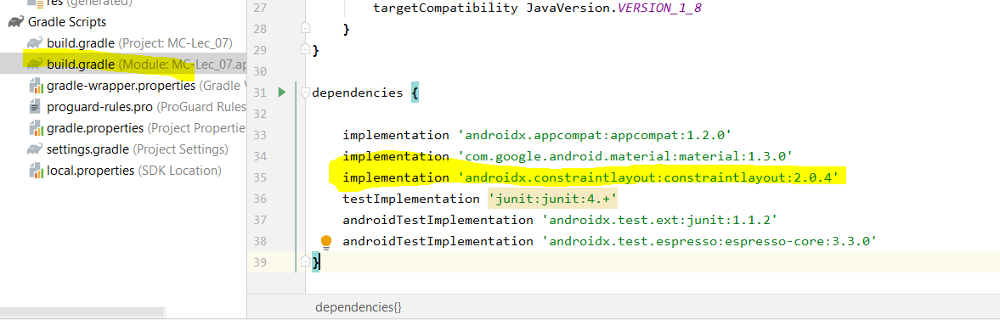 res (generated)
Gradle Scripts
build.gradle (Project: MC-Lec_07)
build.gradle (Module: MC-Lec_07.ap
gradle-wrapper.properties (Gradle V
proguard-rules.pro (ProGuard Rules
gradle.properties (Project Propertie
settings.gradle (Project Settings)
local.properties (SDK Location)
27 targetCompatibility JavaVersion.VERSION_1_8
28 }
29 }
30
31 dependencies {
32
33 implementation 'androidx.appcompat:appcompat:1.2.0'
34 implementation 'com.google.android.material:material:1.3.0'
35 implementation 'androidx.constraintlayout:constraintlayout:2.0.4'
36 testImplementation 'junit:junit:4.+'
37 androidTestImplementation 'androidx.test.ext:junit:1.1.2'
38 androidTestImplementation 'androidx.test.espresso:espresso-core:3.3.0'
39 }
dependencies{}